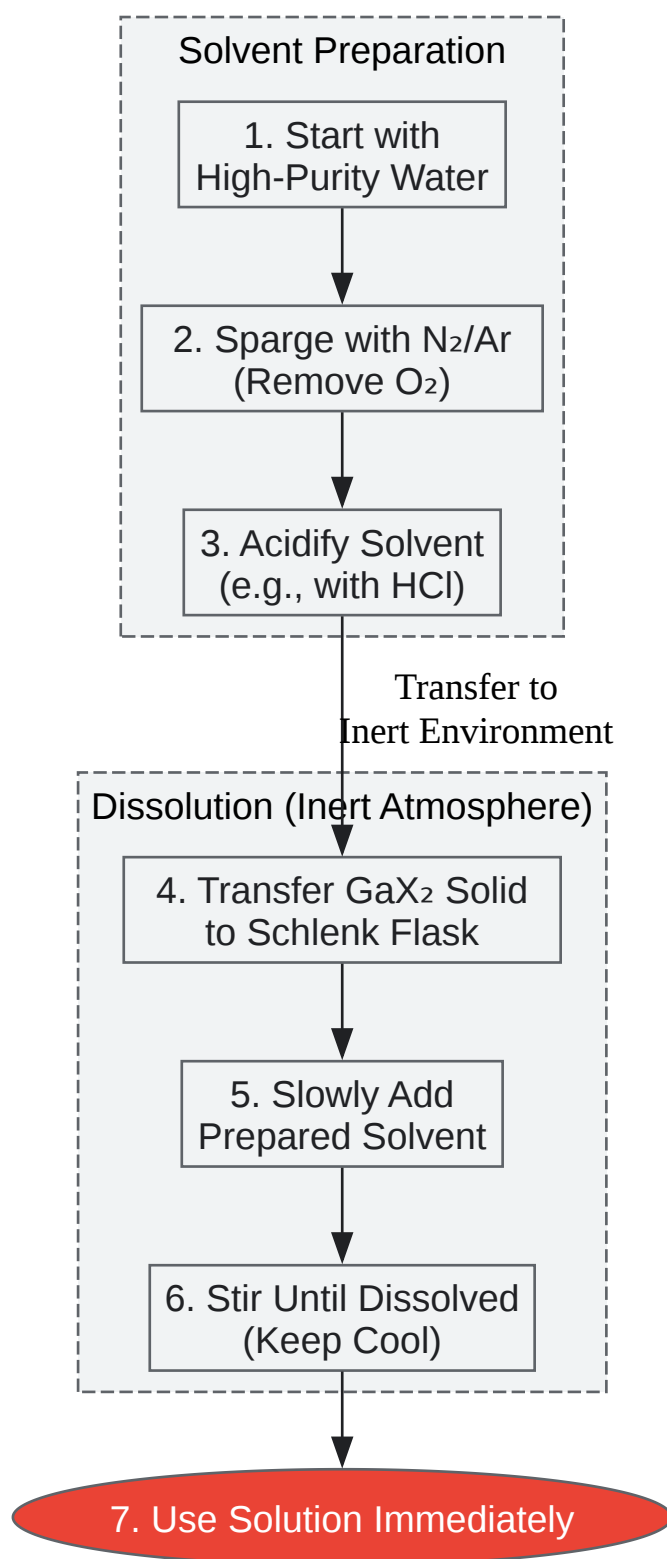 Solvent Preparation
1. Start with
High-Purity Water
2. Sparge with N₂/Ar
(Remove O₂)
3. Acidify Solvent
(e.g., with HCl)
Transfer to
Inert Environment
Dissolution (Inert Atmosphere)
4. Transfer GaX₂ Solid
to Schlenk Flask
5. Slowly Add
Prepared Solvent
6. Stir Until Dissolved
(Keep Cool)
7. Use Solution Immediately